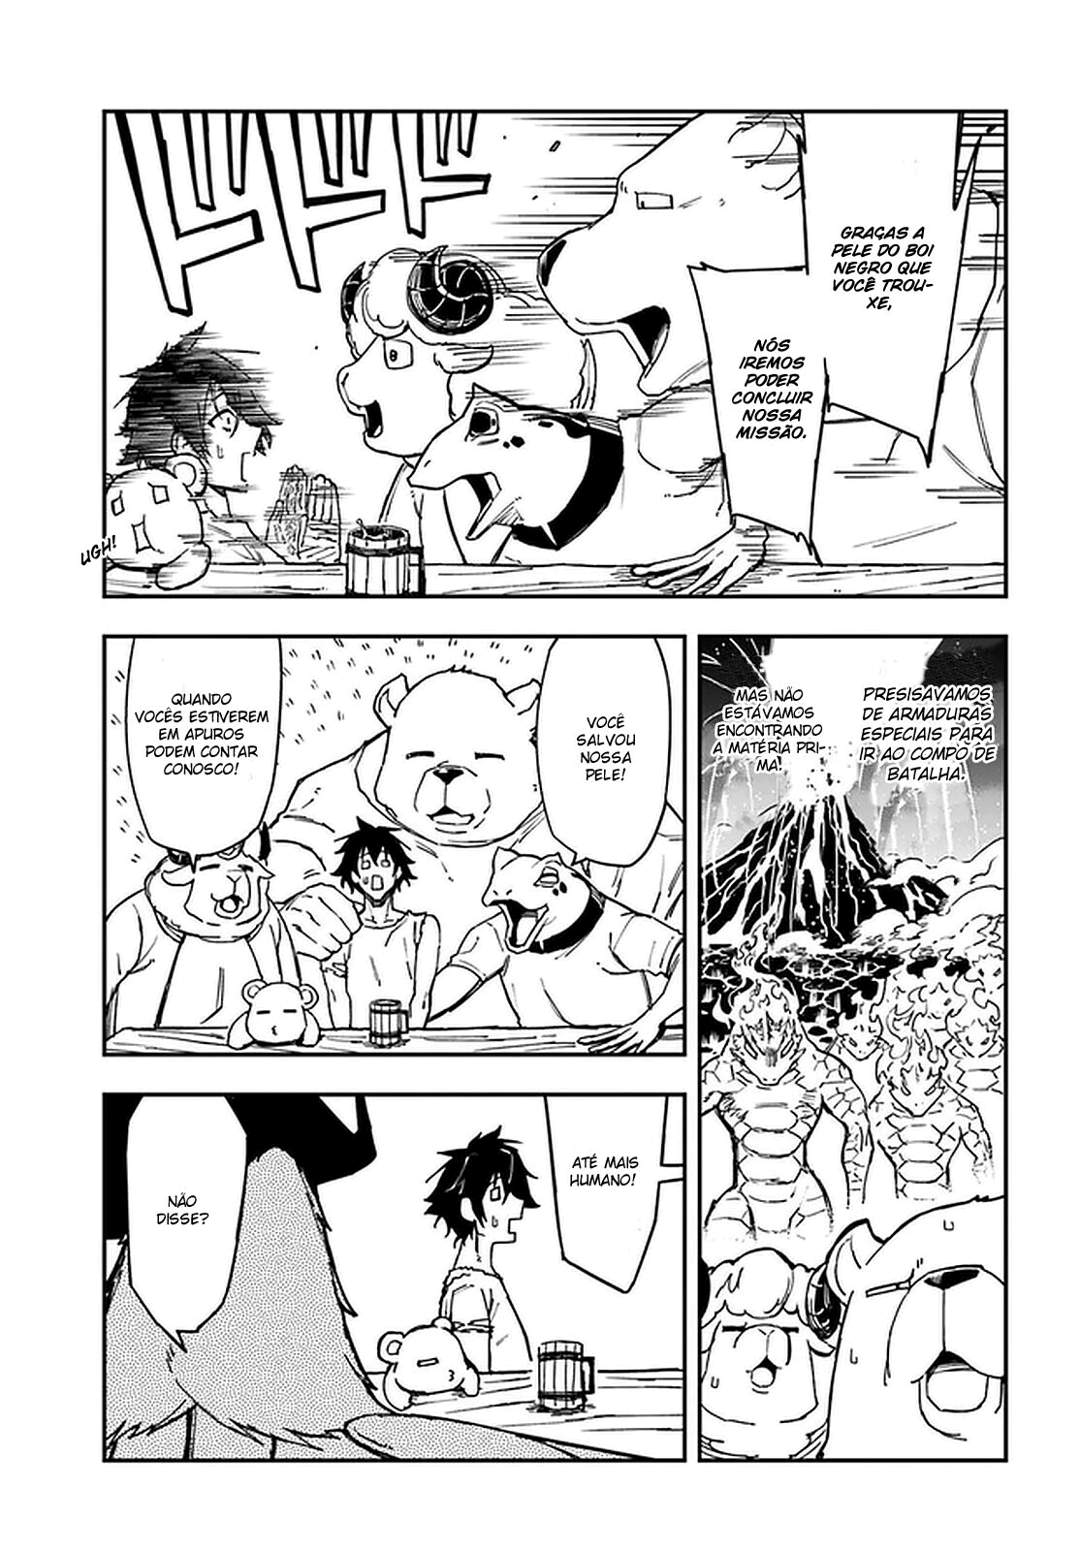 GRAÇAS A
PELE DO BOI
NEGRO QUE
VOCÊ TROU-
XE,
NÓS
IREMOS
PODER
CONCLUIR
NOSSA
MISSÃO.
UGH!
PRESISÁVAMOS
DE ARMADURAS
ESPECIAIS PARA
IR AO COMPO DE
BATALHA.
MAS NÃO
ESTÁVAMOS
ENCONTRANDO
A MATÉRIA PRI-
MA!
VOCÊ
SALVOU
NOSSA
PELE!
QUANDO
VOCÊS ESTIVEREM
EM APUROS
PODEM CONTAR
CONOSCO!
ATÉ MAIS
HUMANO!
NÃO
DISSE?